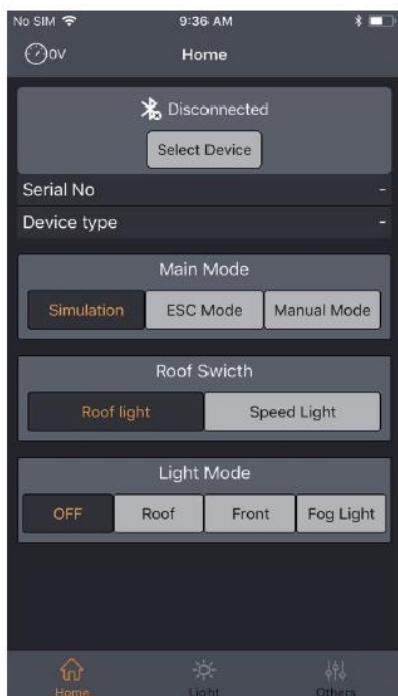 No SIM 9:36 AM
0V Home
Disconnected
Select Device
Serial No -
Device type -
Main Mode
Simulation ESC Mode Manual Mode
Roof Swicth
Roof light Speed Light
Light Mode
OFF Roof Front Fog Light
Home Light Others